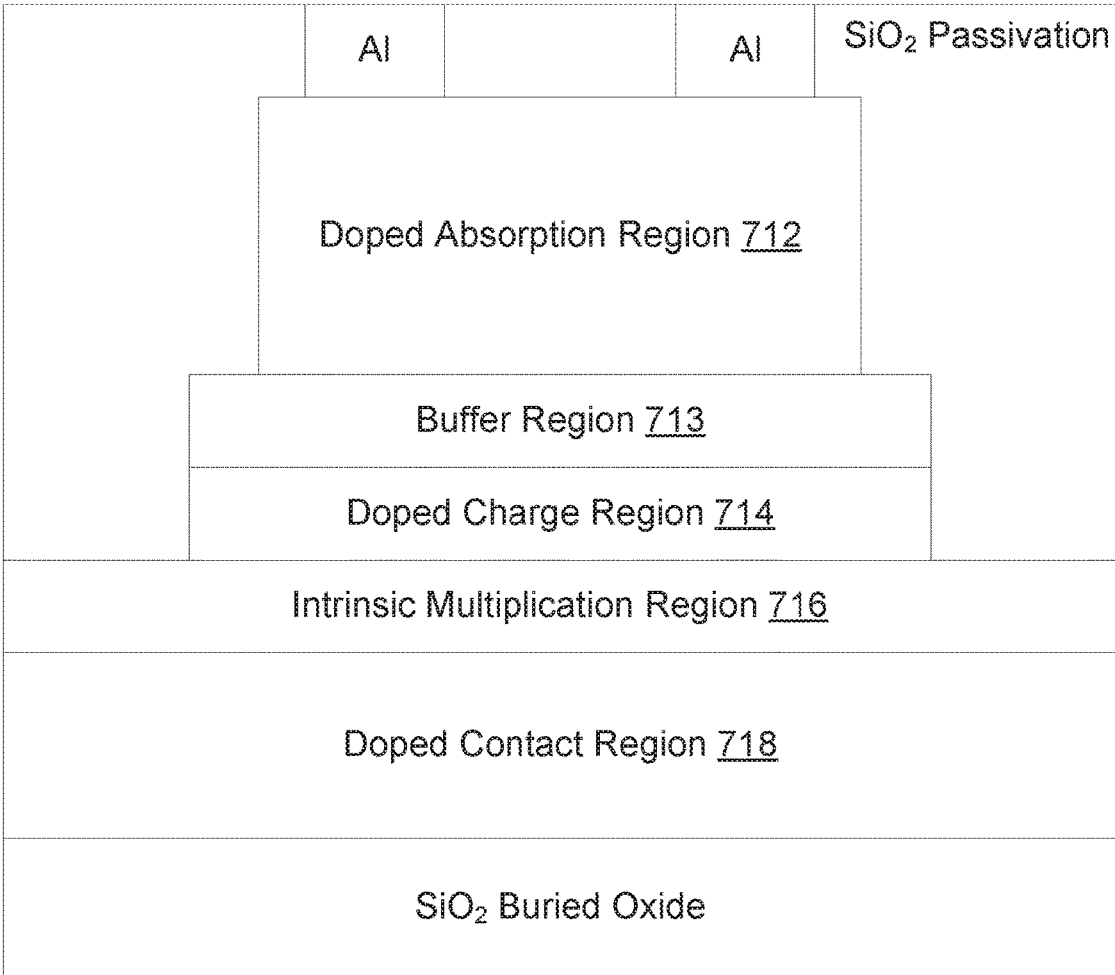 Al
Al
SiO₂ Passivation
Doped Absorption Region 712
Buffer Region 713
Doped Charge Region 714
Intrinsic Multiplication Region 716
Doped Contact Region 718
SiO₂ Buried Oxide